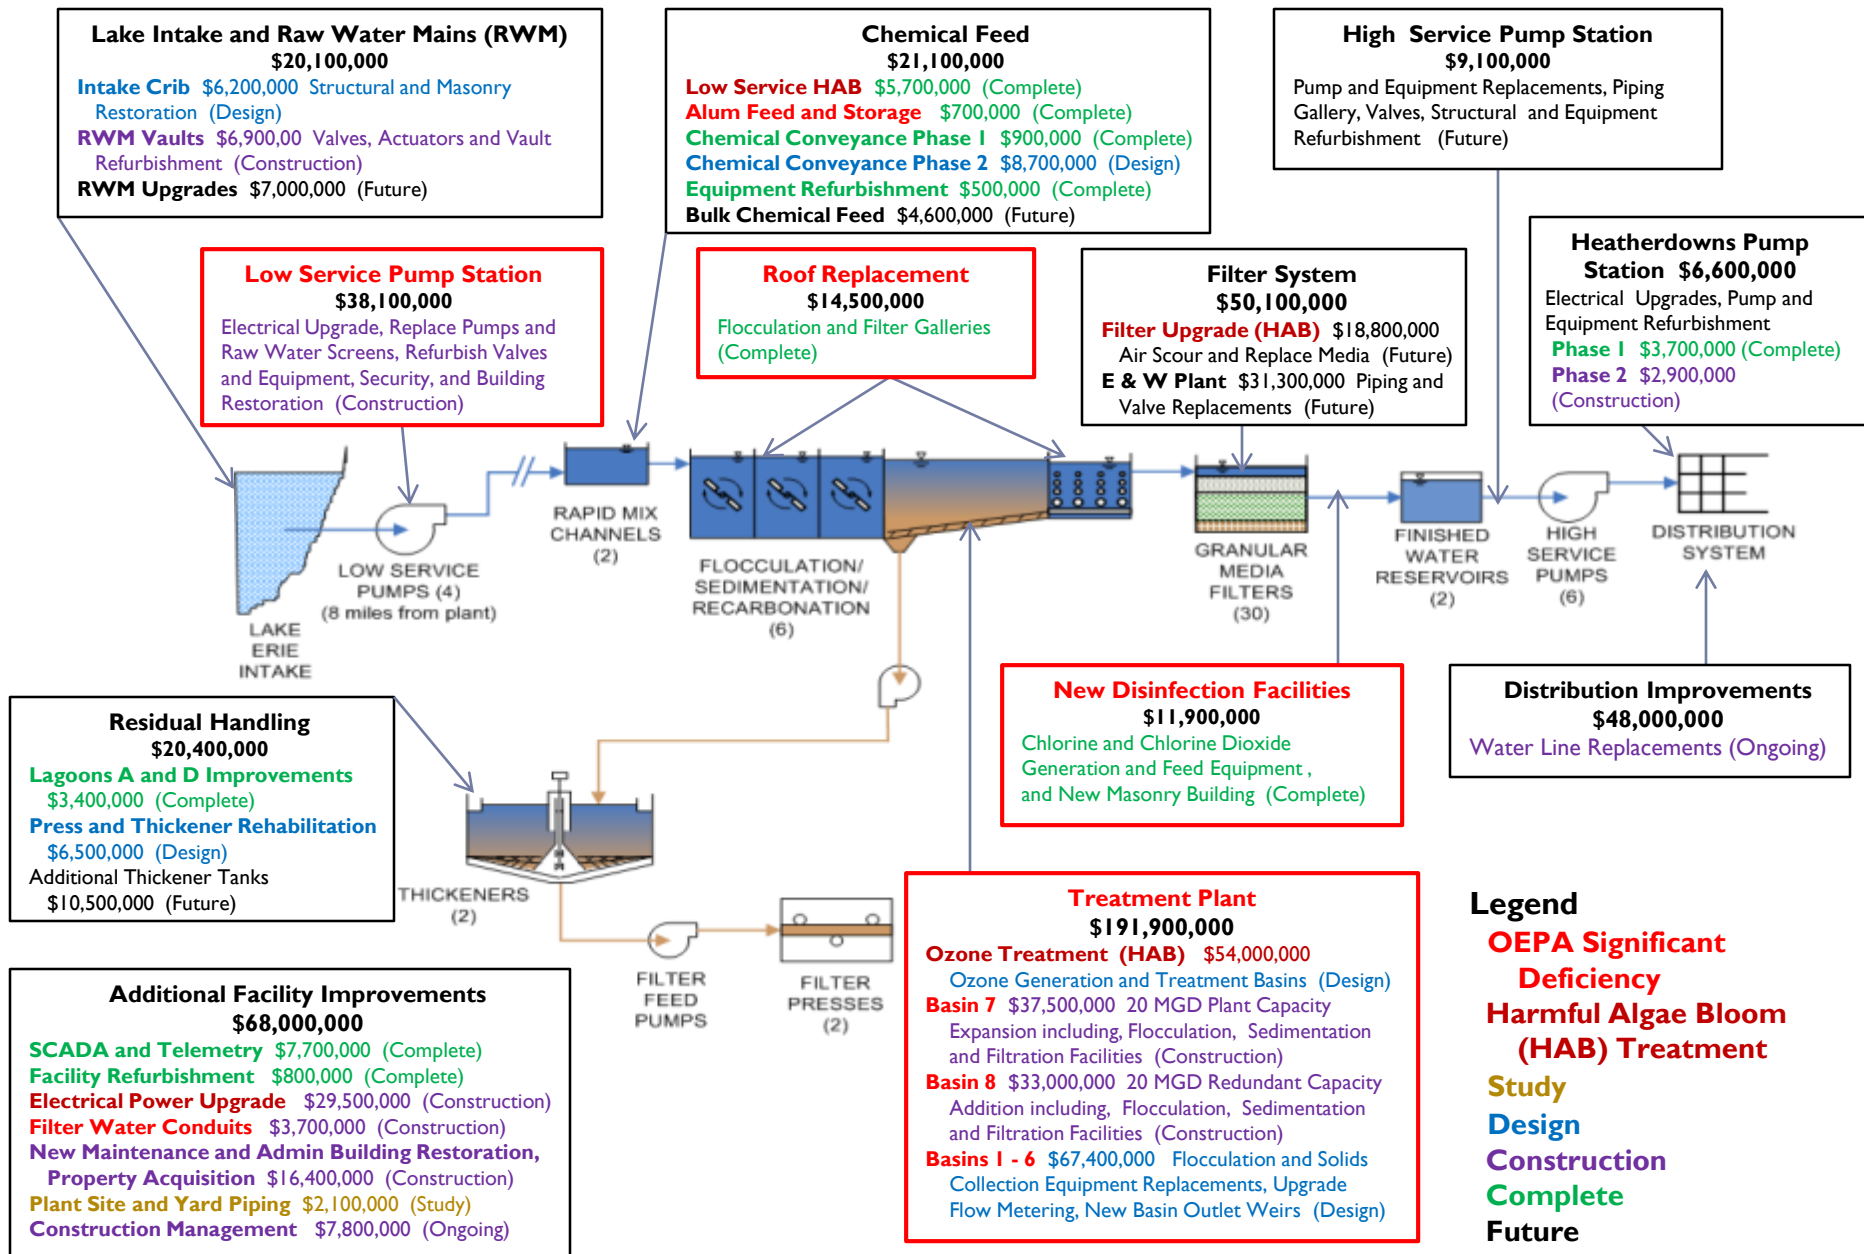 Lake Intake and Raw Water Mains (RWM)
$20,100,000
Intake Crib $6,200,000 Structural and Masonry
Restoration (Design)
RWM Vaults $6,900,00 Valves, Actuators and Vault
Refurbishment (Construction)
RWM Upgrades $7,000,000 (Future)
Chemical Feed
$21,100,000
Low Service HAB $5,700,000 (Complete)
Alum Feed and Storage $700,000 (Complete)
Chemical Conveyance Phase 1 $900,000 (Complete)
Chemical Conveyance Phase 2 $8,700,000 (Design)
Equipment Refurbishment $500,000 (Complete)
Bulk Chemical Feed $4,600,000 (Future)
High Service Pump Station
$9,100,000
Pump and Equipment Replacements, Piping
Gallery, Valves, Structural and Equipment
Refurbishment (Future)
Low Service Pump Station
$38,100,000
Electrical Upgrade, Replace Pumps and
Raw Water Screens, Refurbish Valves
and Equipment, Security, and Building
Restoration (Construction)
Roof Replacement
$14,500,000
Flocculation and Filter Galleries
(Complete)
Filter System
$50,100,000
Filter Upgrade (HAB) $18,800,000
Air Scour and Replace Media (Future)
E & W Plant $31,300,000 Piping and
Valve Replacements (Future)
Heatherdowns Pump
Station $6,600,000
Electrical Upgrades, Pump and
Equipment Refurbishment
Phase 1 $3,700,000 (Complete)
Phase 2 $2,900,000
(Construction)
LAKE
ERIE
INTAKE
LOW SERVICE
PUMPS (4)
(8 miles from plant)
RAPID MIX
CHANNELS
(2)
FLOCCULATION/
SEDIMENTATION/
RECARBONATION
(6)
GRANULAR
MEDIA
FILTERS
(30)
FINISHED
WATER
RESERVOIRS
(2)
HIGH
SERVICE
PUMPS
(6)
DISTRIBUTION
SYSTEM
Residual Handling
$20,400,000
Lagoons A and D Improvements
$3,400,000 (Complete)
Press and Thickener Rehabilitation
$6,500,000 (Design)
Additional Thickener Tanks
$10,500,000 (Future)
THICKENERS
(2)
FILTER
FEED
PUMPS
FILTER
PRESSES
(2)
New Disinfection Facilities
$11,900,000
Chlorine and Chlorine Dioxide
Generation and Feed Equipment ,
and New Masonry Building (Complete)
Distribution Improvements
$48,000,000
Water Line Replacements (Ongoing)
Additional Facility Improvements
$68,000,000
SCADA and Telemetry $7,700,000 (Complete)
Facility Refurbishment $800,000 (Complete)
Electrical Power Upgrade $29,500,000 (Construction)
Filter Water Conduits $3,700,000 (Construction)
New Maintenance and Admin Building Restoration,
Property Acquisition $16,400,000 (Construction)
Plant Site and Yard Piping $2,100,000 (Study)
Construction Management $7,800,000 (Ongoing)
Treatment Plant
$191,900,000
Ozone Treatment (HAB) $54,000,000
Ozone Generation and Treatment Basins (Design)
Basin 7 $37,500,000 20 MGD Plant Capacity
Expansion including, Flocculation, Sedimentation
and Filtration Facilities (Construction)
Basin 8 $33,000,000 20 MGD Redundant Capacity
Addition including, Flocculation, Sedimentation
and Filtration Facilities (Construction)
Basins 1 - 6 $67,400,000 Flocculation and Solids
Collection Equipment Replacements, Upgrade
Flow Metering, New Basin Outlet Weirs (Design)
Legend
OEPA Significant
Deficiency
Harmful Algae Bloom
(HAB) Treatment
Study
Design
Construction
Complete
Future